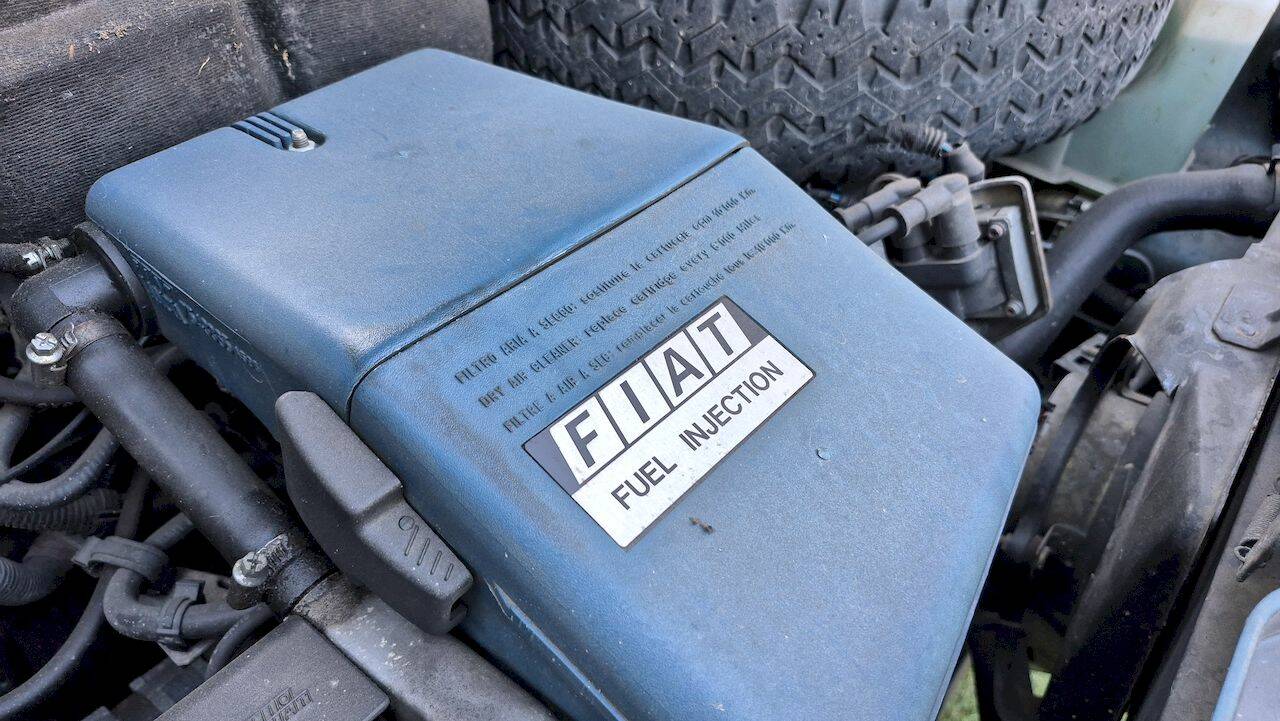 FILTRO ARIA A SECCO: sostituire la cartuccia ogni 10.000 Km.
DRY AIR CLEANER: replace cartridge every 6.000 miles
FILTRE A AIR A SEC: remplacer la cartouche tous les 10.000 Km.
FIAT
FUEL INJECTION